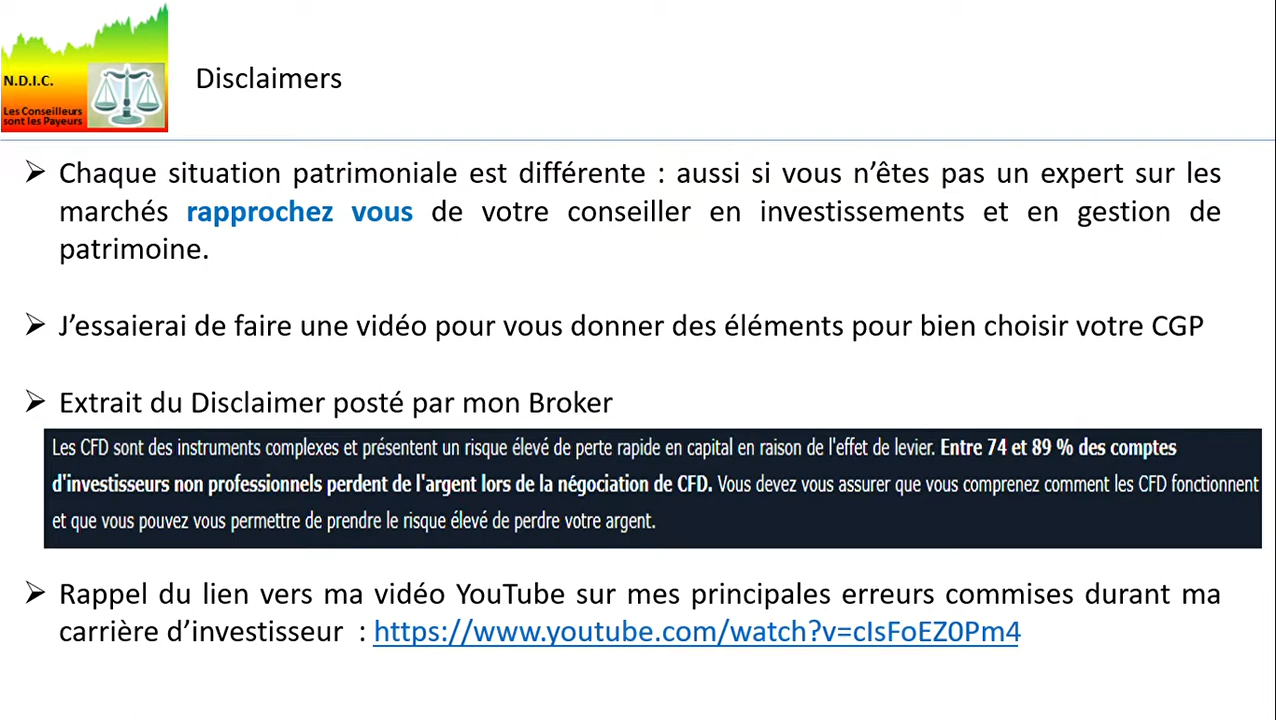 N.D.I.C.
Les Conseilleurs
sont les Payeurs
Disclaimers
Chaque situation patrimoniale est différente : aussi si vous n'êtes pas un expert sur les
marchés rapprochez vous de votre conseiller en investissements et en gestion de
patrimoine.
J'essaierai de faire une vidéo pour vous donner des éléments pour bien choisir votre CGP
Extrait du Disclaimer posté par mon Broker
Les CFD sont des instruments complexes et présentent un risque élevé de perte rapide en capital en raison de l'effet de levier. Entre 74 et 89 % des comptes
d'investisseurs non professionnels perdent de l'argent lors de la négociation de CFD. Vous devez vous assurer que vous comprenez comment les CFD fonctionnent
et que vous pouvez vous permettre de prendre le risque élevé de perdre votre argent.
Rappel du lien vers ma vidéo YouTube sur mes principales erreurs commises durant ma
carrière d'investisseur : https://www.youtube.com/watch?v=cIsFoEZ0Pm4